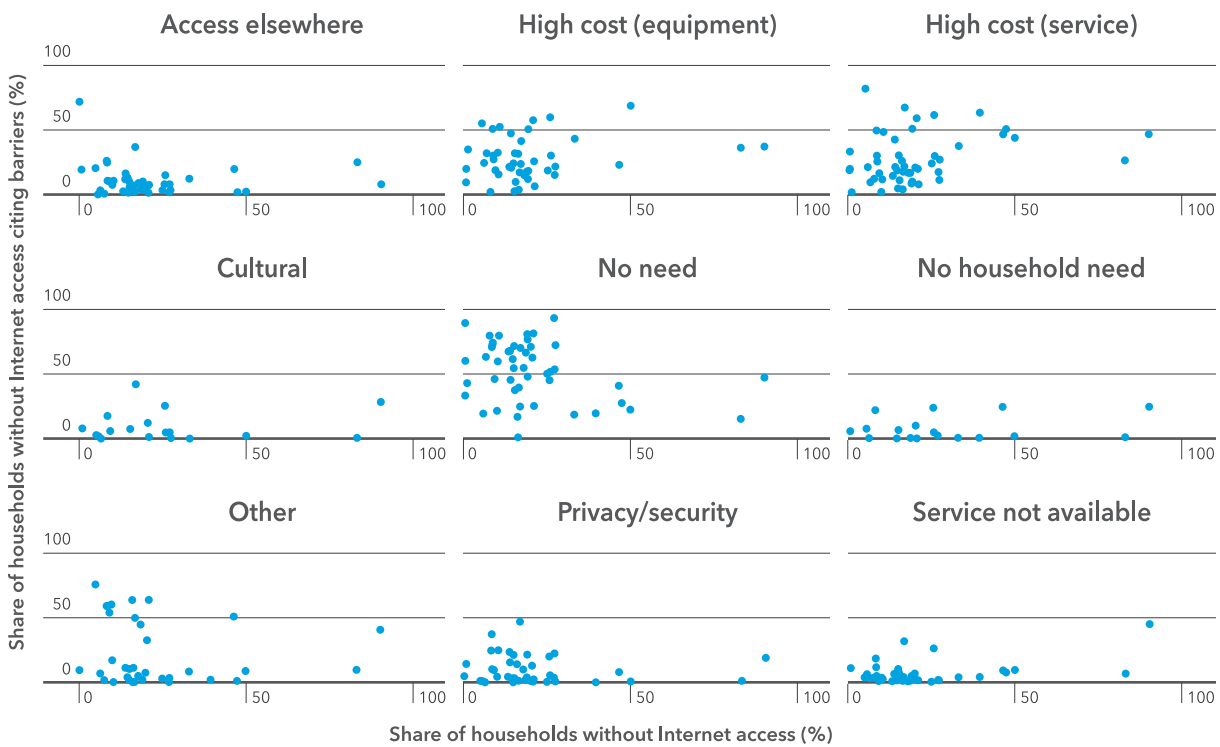 Access elsewhere
High cost (equipment)
High cost (service)
100
50
0
0 50 100
0 50 100
0 50 100
Cultural
No need
No household need
100
50
0
0 50 100
0 50 100
0 50 100
Other
Privacy/security
Service not available
100
50
0
0 50 100
0 50 100
0 50 100
Share of households without Internet access citing barriers (%)
Share of households without Internet access (%)